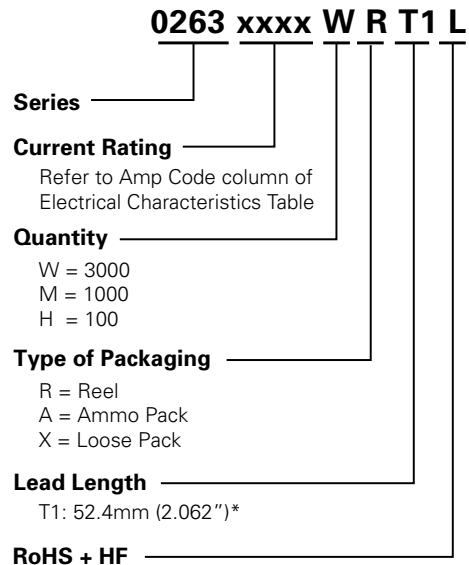 0263 xxxx W R T1 L
Series
Current Rating
Refer to Amp Code column of
Electrical Characteristics Table
Quantity
W = 3000
M = 1000
H = 100
Type of Packaging
R = Reel
A = Ammo Pack
X = Loose Pack
Lead Length
T1: 52.4mm (2.062”)*
RoHS + HF